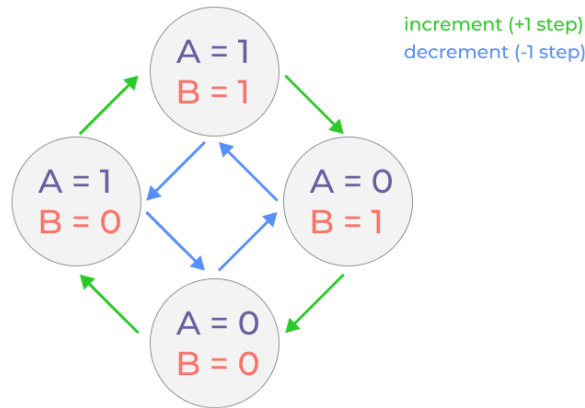 increment (+1 step)
decrement (-1 step)
A = 1
B = 1
A = 1
B = 0
A = 0
B = 1
A = 0
B = 0